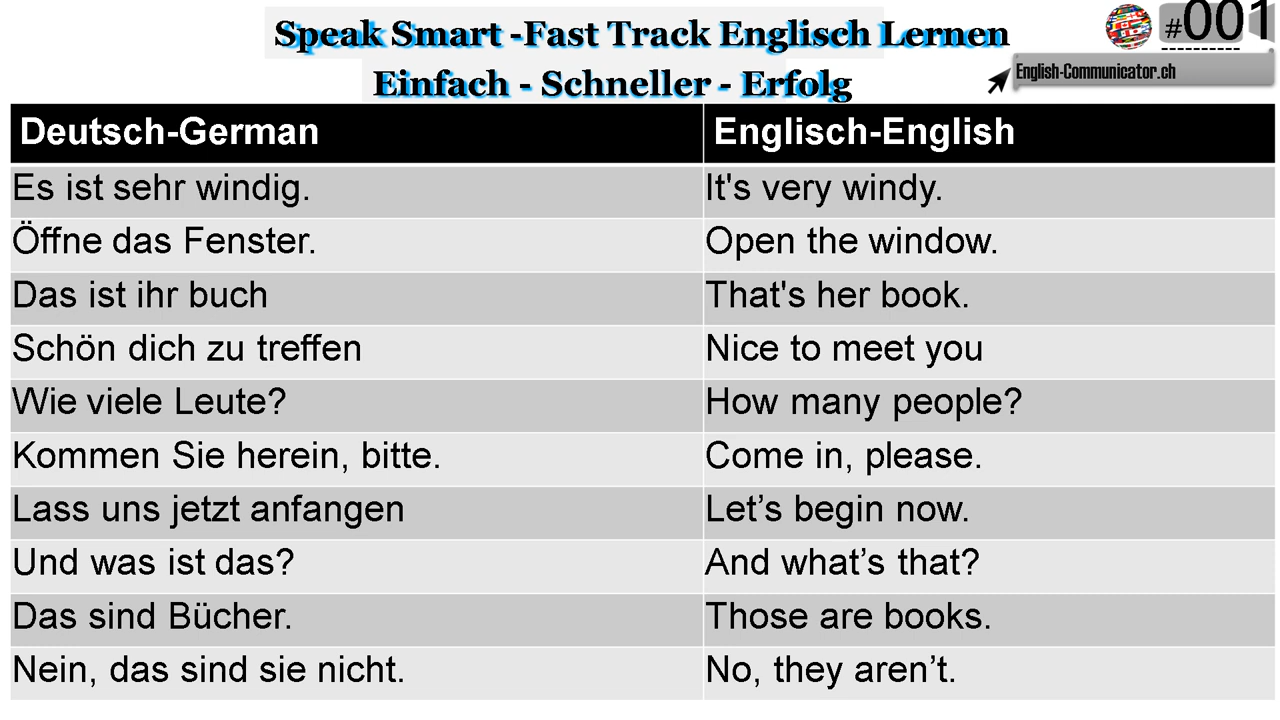 Speak Smart -Fast Track Englisch Lernen
Einfach - Schneller - Erfolg
#001
English-Communicator.ch
Deutsch-German Englisch-English
Es ist sehr windig. It's very windy.
Öffne das Fenster. Open the window.
Das ist ihr buch That's her book.
Schön dich zu treffen Nice to meet you
Wie viele Leute? How many people?
Kommen Sie herein, bitte. Come in, please.
Lass uns jetzt anfangen Let’s begin now.
Und was ist das? And what’s that?
Das sind Bücher. Those are books.
Nein, das sind sie nicht. No, they aren’t.